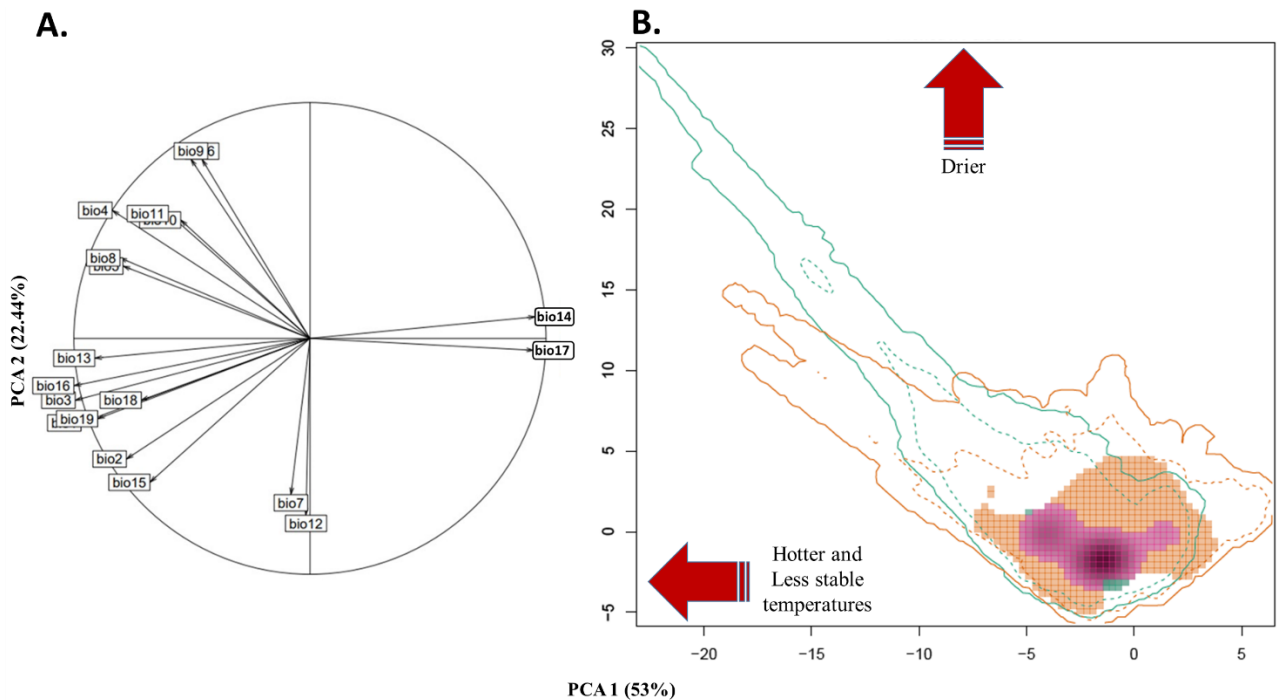 A.
B.
bio9
6
bio4
bio11
bio8
bio14
bio17
bio13
bio16
bio3
bio18
bio19
bio2
bio15
bio7
bio12
PCA 2 (22.44%)
30
25
20
15
10
5
0
−5
Drier
Hotter and
Less stable
temperatures
−20
−15
−10
−5
0
5
PCA 1 (53%)